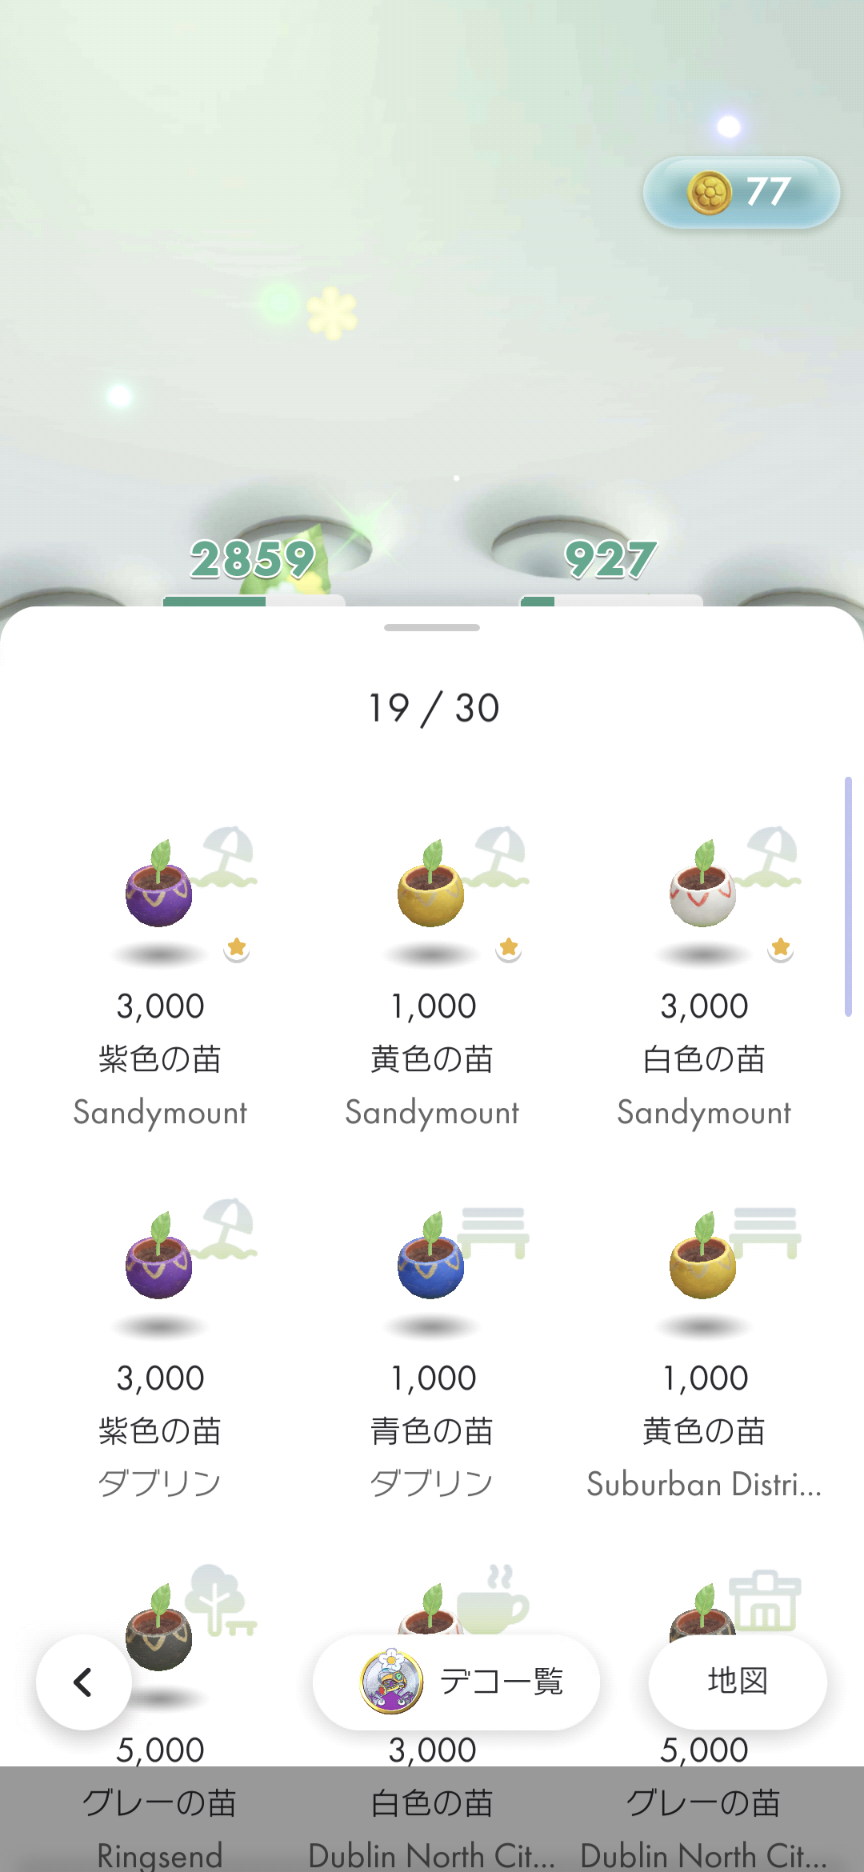 77
2859 927
19 / 30
3,000 1,000 3,000
紫色の苗 黄色の苗 白色の苗
Sandymount Sandymount Sandymount
3,000 1,000 1,000
紫色の苗 青色の苗 黄色の苗
ダブリン ダブリン Suburban Distri...
デコ一覧 地図
5,000 3,000 5,000
グレーの苗 白色の苗 グレーの苗
Ringsend Dublin North Cit... Dublin North Cit...